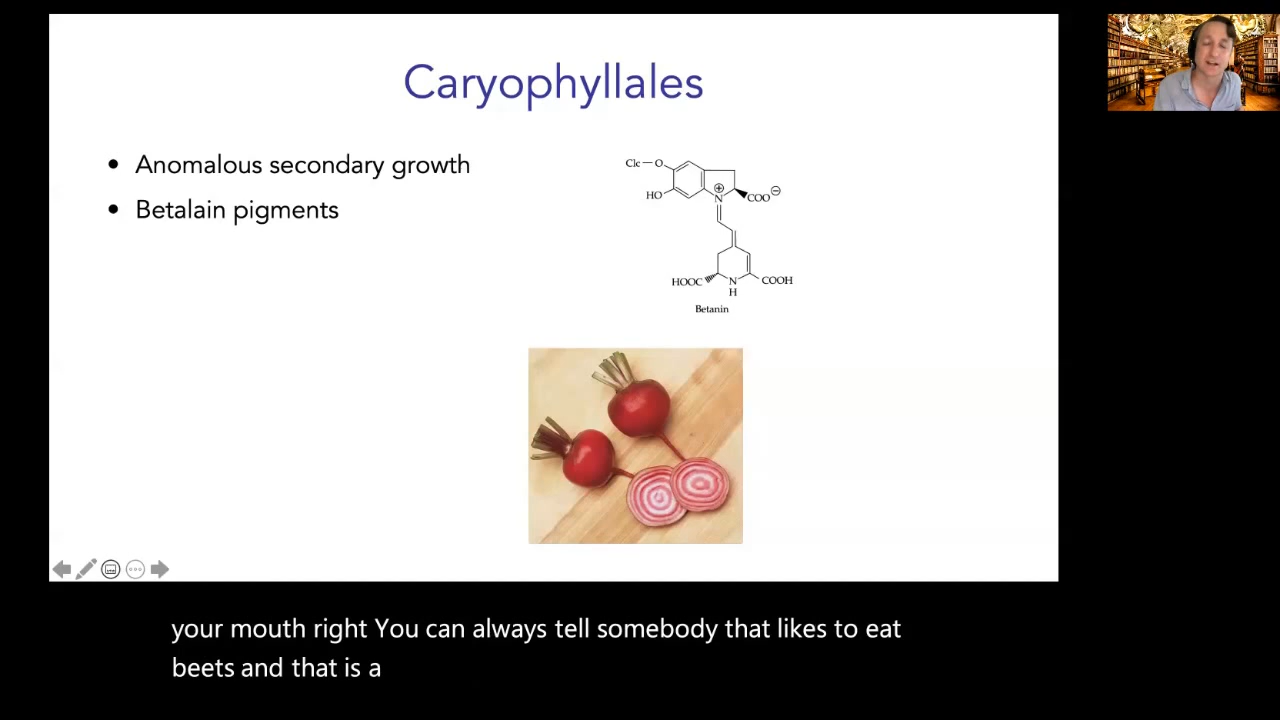 Caryophyllales
• Anomalous secondary growth
• Betalain pigments
Clc — O
HO
N
COO
HOOC
N
H
COOH
Betanin
your mouth right You can always tell somebody that likes to eat
beets and that is a